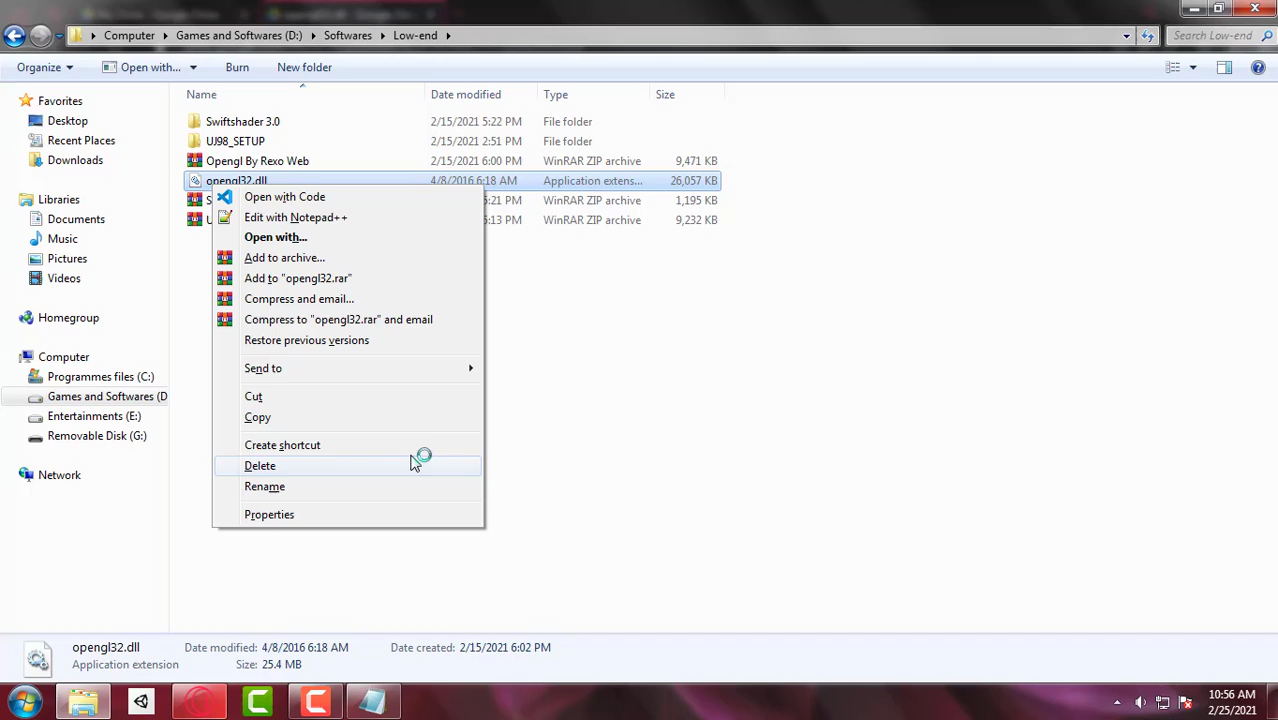 Computer ▸ Games and Softwares (D:) ▸ Softwares ▸ Low-end ▸
Search Low-end
Organize ▾ Open with... ▾ Burn New folder
Name Date modified Type Size
Favorites
Desktop
Recent Places
Downloads
Libraries
Documents
Music
Pictures
Videos
Homegroup
Computer
Programmes files (C:)
Games and Softwares (D
Entertainments (E:)
Removable Disk (G:)
Network
Swiftshader 3.0 2/15/2021 5:22 PM File folder
UJ98_SETUP 2/15/2021 2:51 PM File folder
Opengl By Rexo Web 2/15/2021 6:00 PM WinRAR ZIP archive 9,471 KB
opengl32.dll 4/8/2016 6:18 AM Application extens... 26,057 KB
S 5:21 PM WinRAR ZIP archive 1,195 KB
U 5:13 PM WinRAR ZIP archive 9,232 KB
Open with Code
Edit with Notepad++
Open with...
Add to archive...
Add to "opengl32.rar"
Compress and email...
Compress to "opengl32.rar" and email
Restore previous versions
Send to
Cut
Copy
Create shortcut
Delete
Rename
Properties
opengl32.dll Date modified: 4/8/2016 6:18 AM Date created: 2/15/2021 6:02 PM
Application extension Size: 25.4 MB
10:56 AM
2/25/2021